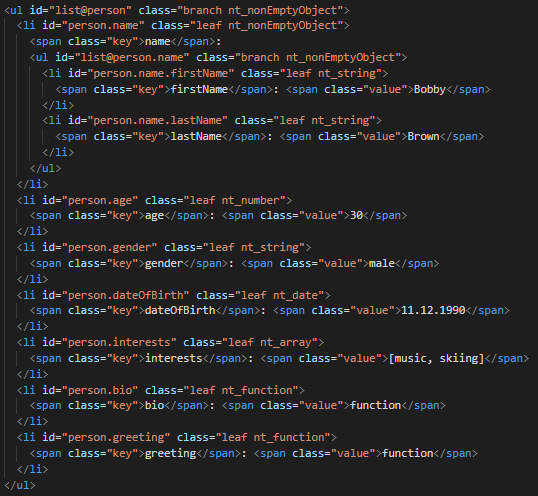 <ul id="list@person" class="branch nt_nonEmptyObject">
<li id="person.name" class="leaf nt_nonEmptyObject">
<span class="key">name</span>:
<ul id="list@person.name" class="branch nt_nonEmptyObject">
<li id="person.name.firstName" class="leaf nt_string">
<span class="key">firstName</span>: <span class="value">Bobby</span>
</li>
<li id="person.name.lastName" class="leaf nt_string">
<span class="key">lastName</span>: <span class="value">Brown</span>
</li>
</ul>
</li>
<li id="person.age" class="leaf nt_number">
<span class="key">age</span>: <span class="value">30</span>
</li>
<li id="person.gender" class="leaf nt_string">
<span class="key">gender</span>: <span class="value">male</span>
</li>
<li id="person.dateOfBirth" class="leaf nt_date">
<span class="key">dateOfBirth</span>: <span class="value">11.12.1990</span>
</li>
<li id="person.interests" class="leaf nt_array">
<span class="key">interests</span>: <span class="value">[music, skiing]</span>
</li>
<li id="person.bio" class="leaf nt_function">
<span class="key">bio</span>: <span class="value">function</span>
</li>
<li id="person.greeting" class="leaf nt_function">
<span class="key">greeting</span>: <span class="value">function</span>
</li>
</ul>